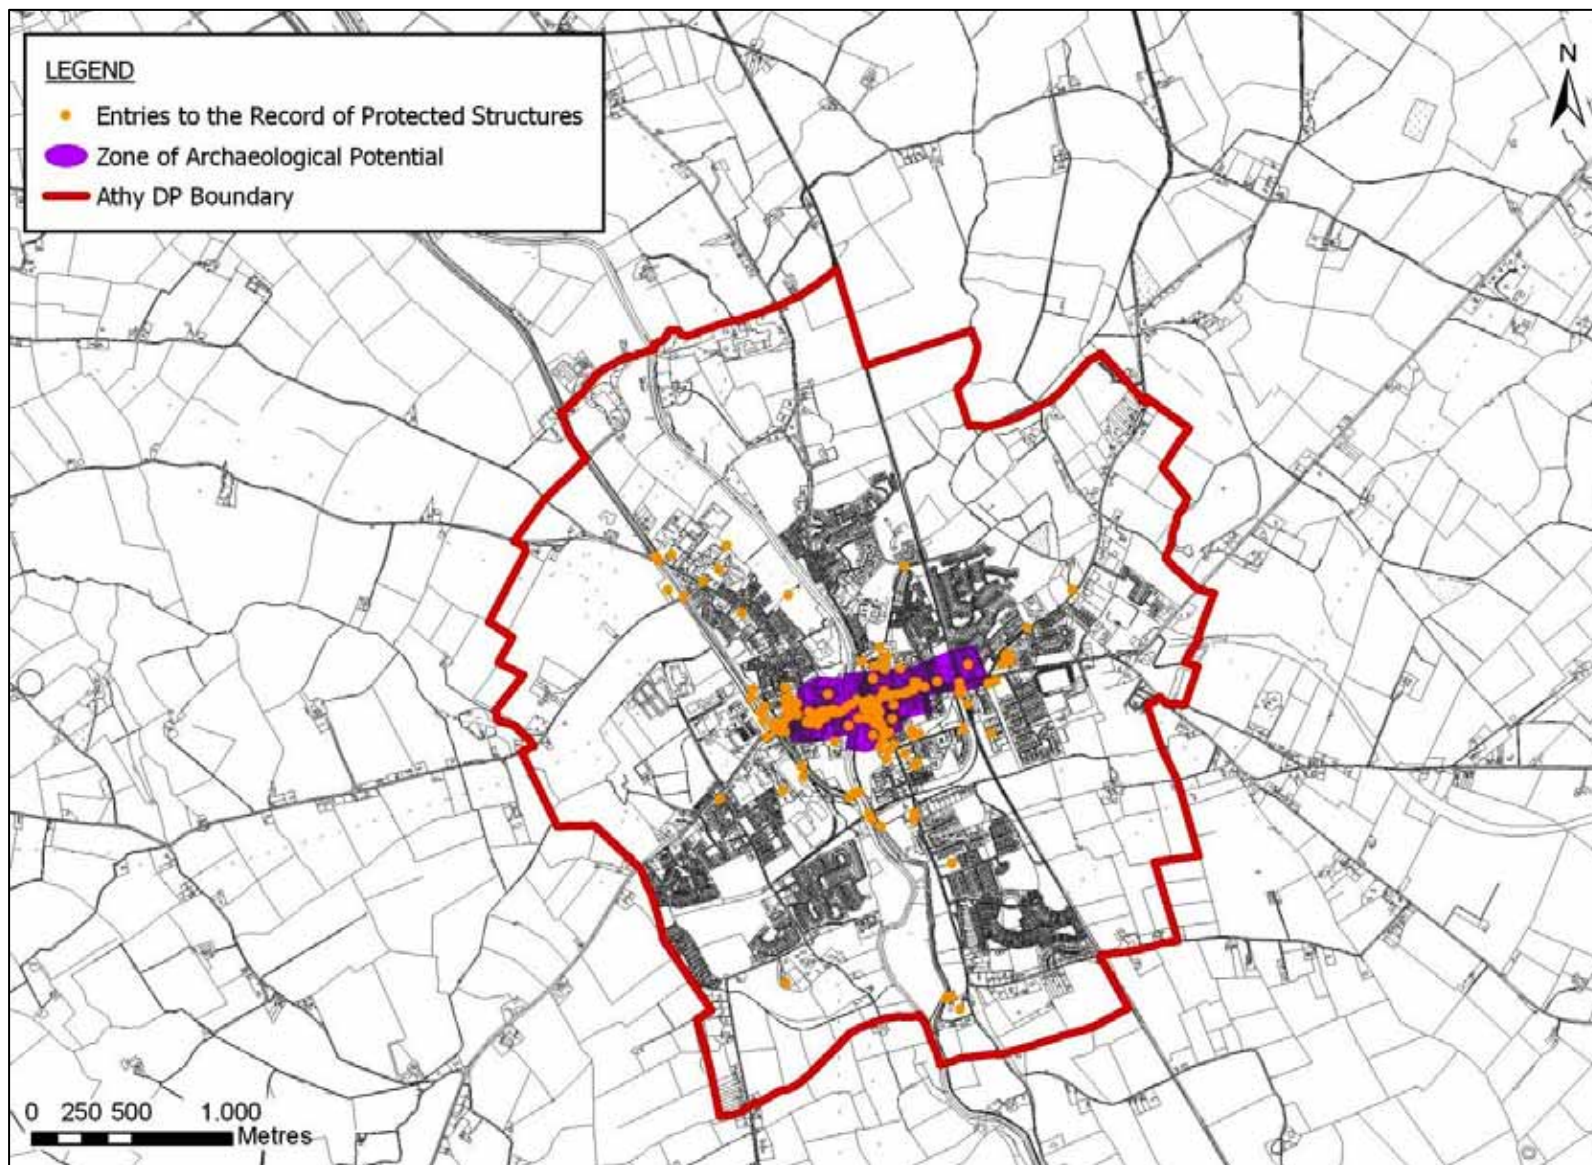 LEGEND
Entries to the Record of Protected Structures
Zone of Archaeological Potential
Athy DP Boundary
N
0 250 500 1.000
Metres